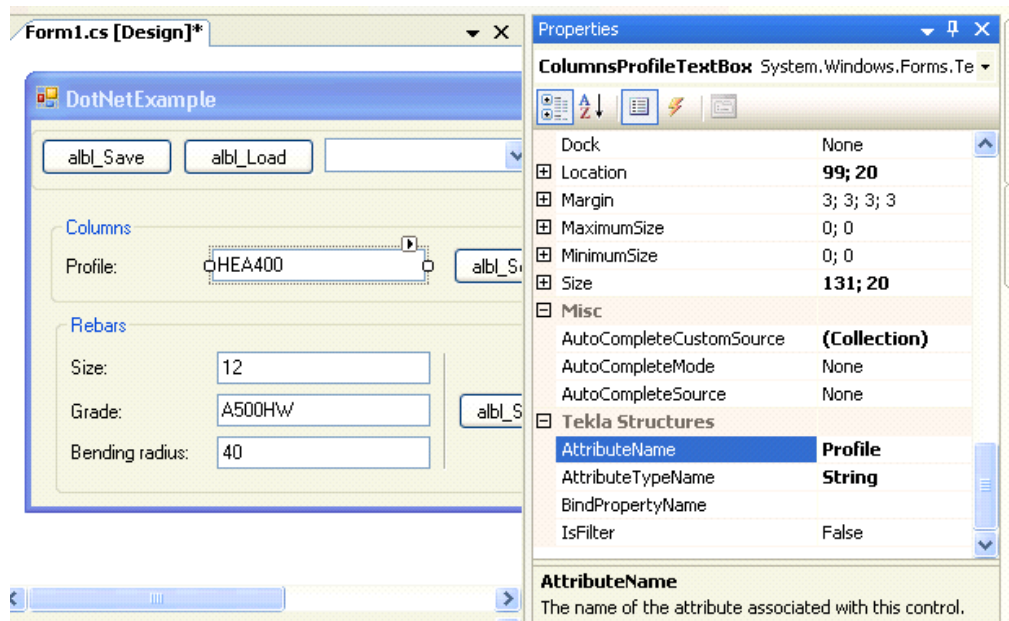 Form1.cs [Design]*
DotNetExample
albl_Save albl_Load
Columns
Profile: HEA400 albl_S
Rebars
Size: 12
Grade: A500HW albl_S
Bending radius: 40
Properties
ColumnsProfileTextBox System.Windows.Forms.Te
Dock None
Location 99; 20
Margin 3; 3; 3; 3
MaximumSize 0; 0
MinimumSize 0; 0
Size 131; 20
Misc
AutoCompleteCustomSource (Collection)
AutoCompleteMode None
AutoCompleteSource None
Tekla Structures
AttributeName Profile
AttributeTypeName String
BindPropertyName
IsFilter False
AttributeName
The name of the attribute associated with this control.